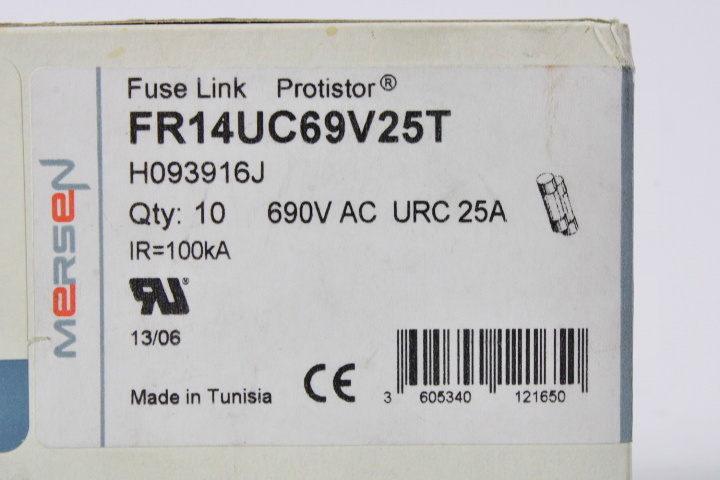 MERSEN
Fuse Link Protistor®
FR14UC69V25T
H093916J
Qty: 10 690V AC URC 25A
IR=100kA
RU®
13/06
Made in Tunisia CE
3 605340 121650